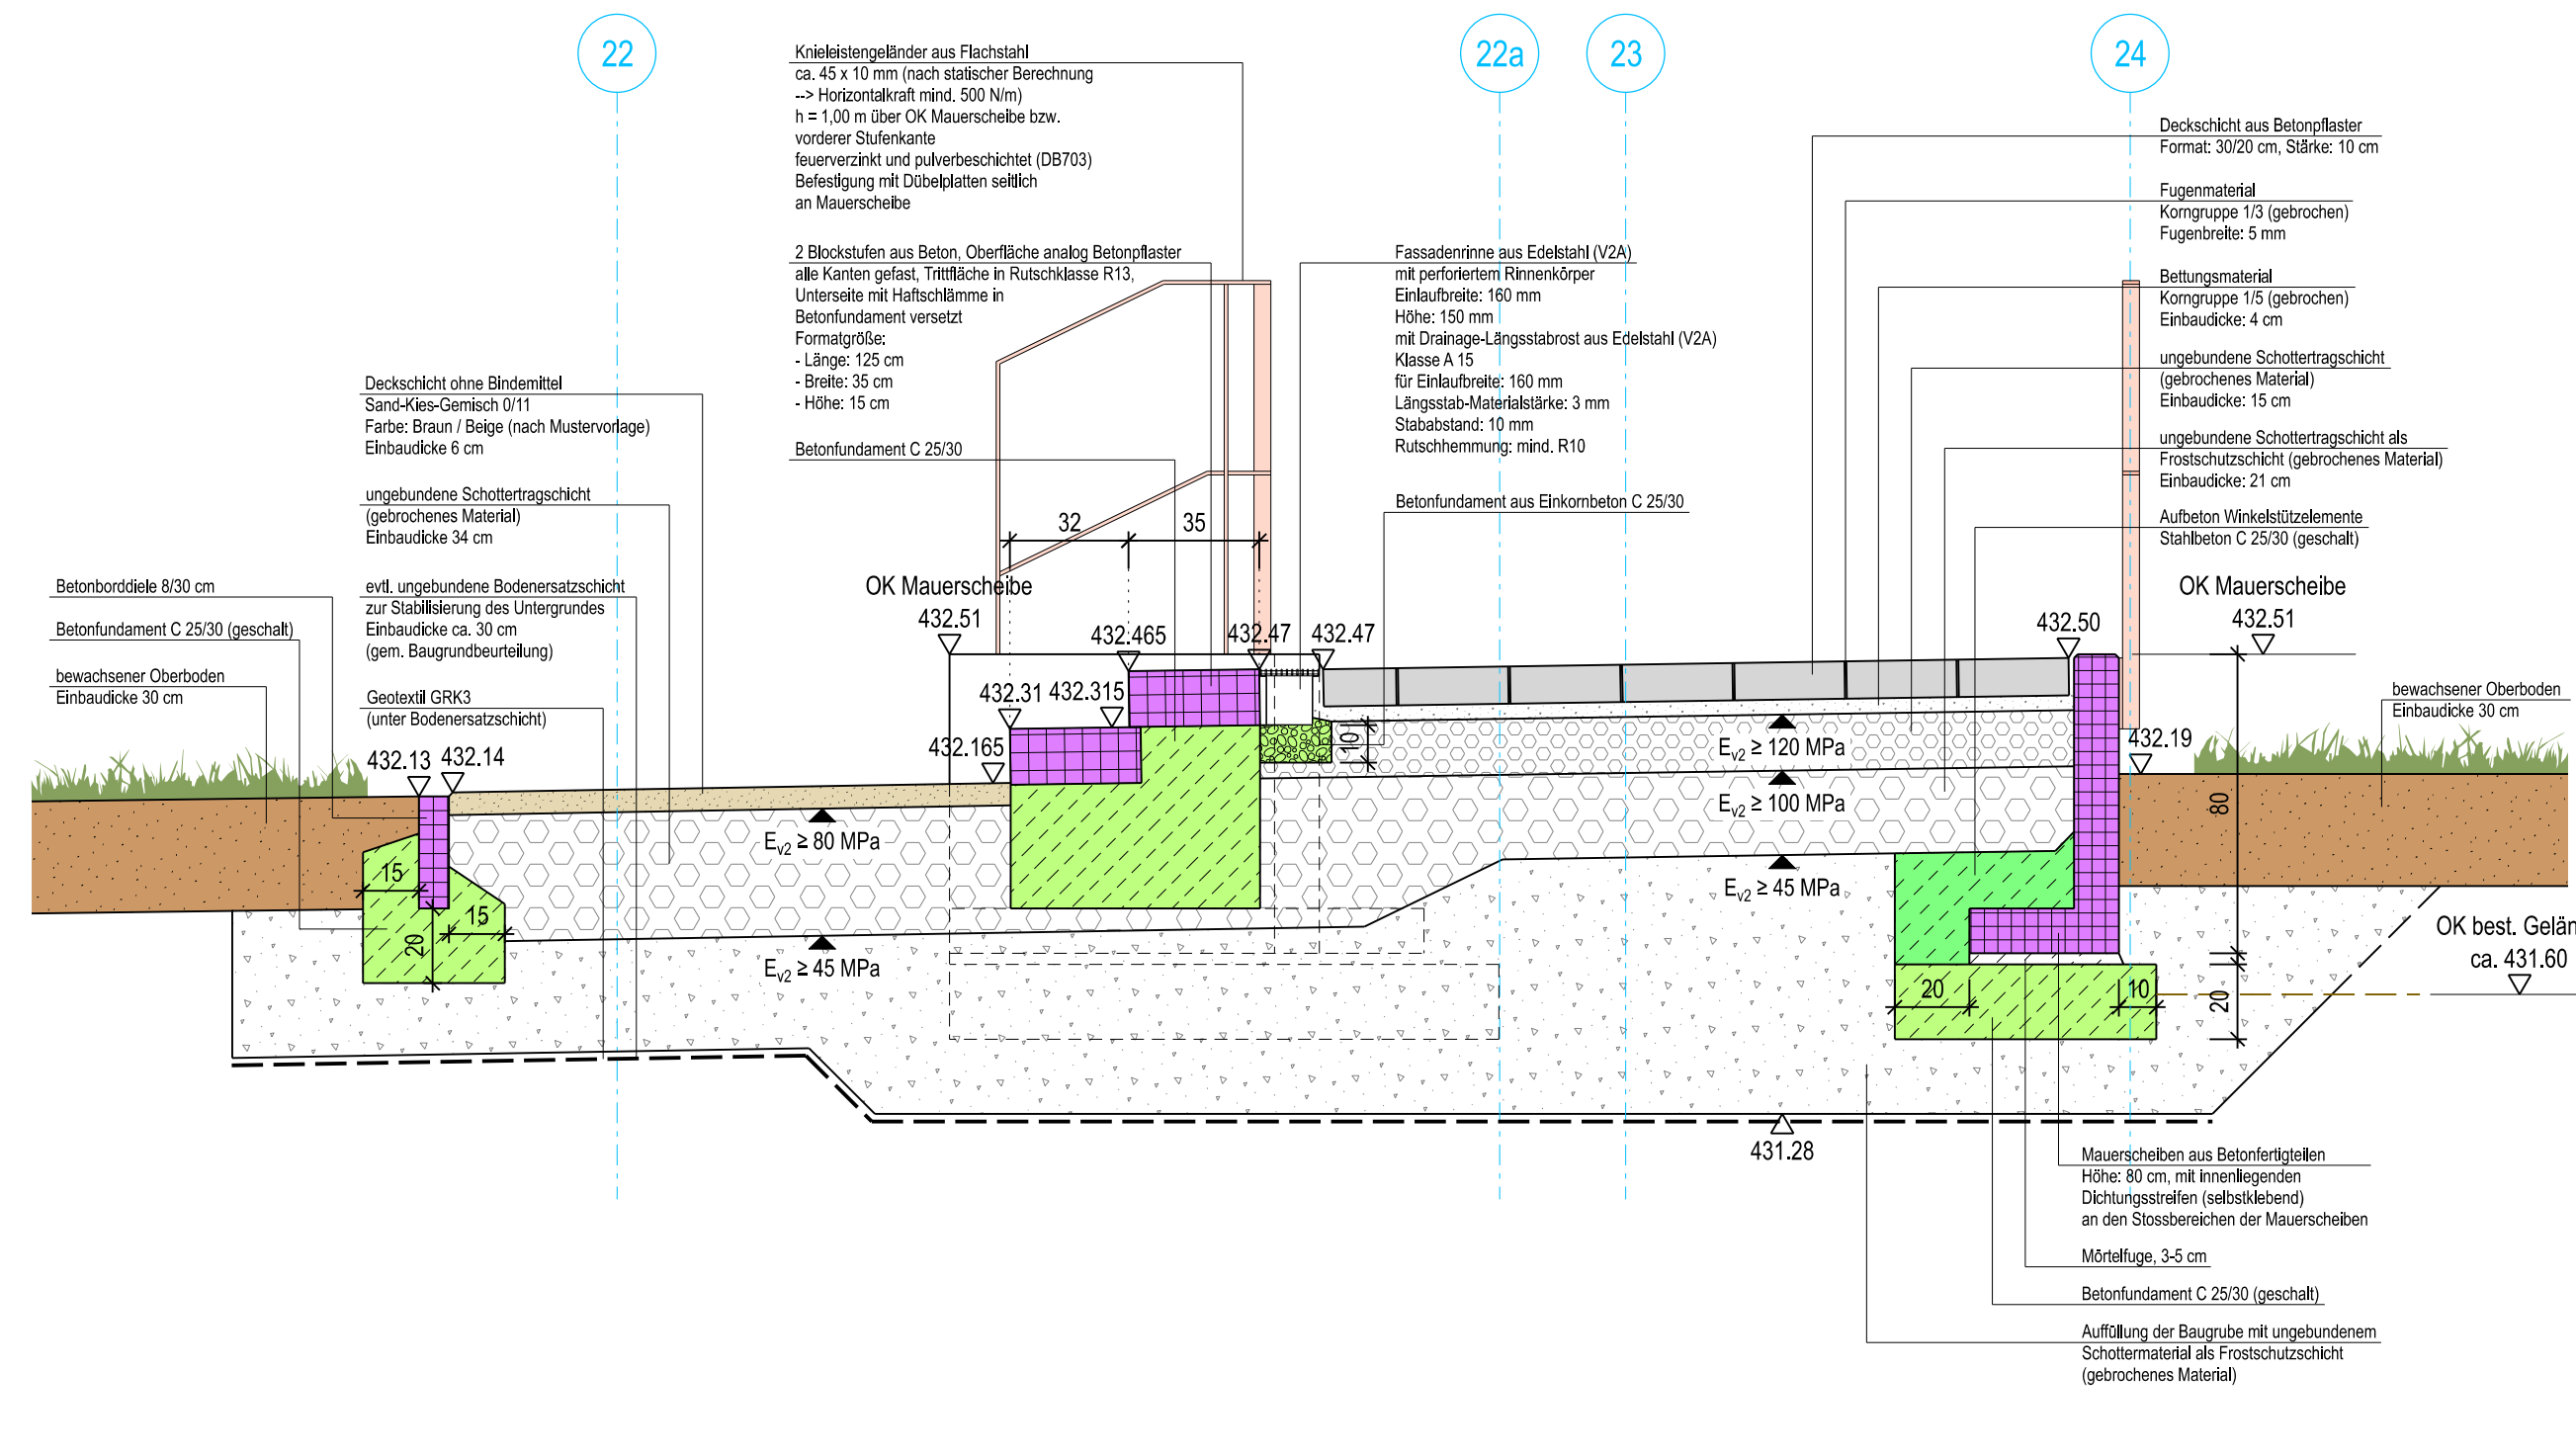 22
22a
23
24
Knieleistengeländer aus Flachstahl
ca. 45 x 10 mm (nach statischer Berechnung
--> Horizontalkraft mind. 500 N/m)
h = 1,00 m über OK Mauerscheibe bzw.
vorderer Stufenkante
feuerverzinkt und pulverbeschichtet (DB703)
Befestigung mit Dübelplatten seitlich
an Mauerscheibe
2 Blockstufen aus Beton, Oberfläche analog Betonpflaster
alle Kanten gefast, Trittfläche in Rutschklasse R13,
Unterseite mit Haftschlämme in
Betonfundament versetzt
Formatgröße:
- Länge: 125 cm
- Breite: 35 cm
- Höhe: 15 cm
Betonfundament C 25/30
Fassadenrinne aus Edelstahl (V2A)
mit perforiertem Rinnenkörper
Einlaufbreite: 160 mm
Höhe: 150 mm
mit Drainage-Längsstabrost aus Edelstahl (V2A)
Klasse A 15
für Einlaufbreite: 160 mm
Längsstab-Materialstärke: 3 mm
Stababstand: 10 mm
Rutschhemmung: mind. R10
Betonfundament aus Einkornbeton C 25/30
Deckschicht aus Betonpflaster
Format: 30/20 cm, Stärke: 10 cm
Fugenmaterial
Korngruppe 1/3 (gebrochen)
Fugenbreite: 5 mm
Bettungsmaterial
Korngruppe 1/5 (gebrochen)
Einbaudicke: 4 cm
ungebundene Schottertragschicht
(gebrochenes Material)
Einbaudicke: 15 cm
ungebundene Schottertragschicht als
Frostschutzschicht (gebrochenes Material)
Einbaudicke: 21 cm
Aufbeton Winkelstützelemente
Stahlbeton C 25/30 (geschalt)
Deckschicht ohne Bindemittel
Sand-Kies-Gemisch 0/11
Farbe: Braun / Beige (nach Mustervorlage)
Einbaudicke 6 cm
ungebundene Schottertragschicht
(gebrochenes Material)
Einbaudicke 34 cm
evtl. ungebundene Bodenersatzschicht
zur Stabilisierung des Untergrundes
Einbaudicke ca. 30 cm
(gem. Baugrundbeurteilung)
Geotextil GRK3
(unter Bodenersatzschicht)
Betonborddiele 8/30 cm
Betonfundament C 25/30 (geschalt)
bewachsener Oberboden
Einbaudicke 30 cm
32
35
OK Mauerscheibe
432.51
432.465
432.47
432.47
432.50
OK Mauerscheibe
432.51
432.31
432.315
432.165
432.13
432.14
432.19
bewachsener Oberboden
Einbaudicke 30 cm
10
Ev2 ≥ 120 MPa
Ev2 ≥ 100 MPa
Ev2 ≥ 80 MPa
Ev2 ≥ 45 MPa
Ev2 ≥ 45 MPa
15
15
20
80
20
20
10
OK best. Gelän
ca. 431.60
431.28
Mauerscheiben aus Betonfertigteilen
Höhe: 80 cm, mit innenliegenden
Dichtungsstreifen (selbstklebend)
an den Stossbereichen der Mauerscheiben
Mörtelfuge, 3-5 cm
Betonfundament C 25/30 (geschalt)
Auffüllung der Baugrube mit ungebundenem
Schottermaterial als Frostschutzschicht
(gebrochenes Material)